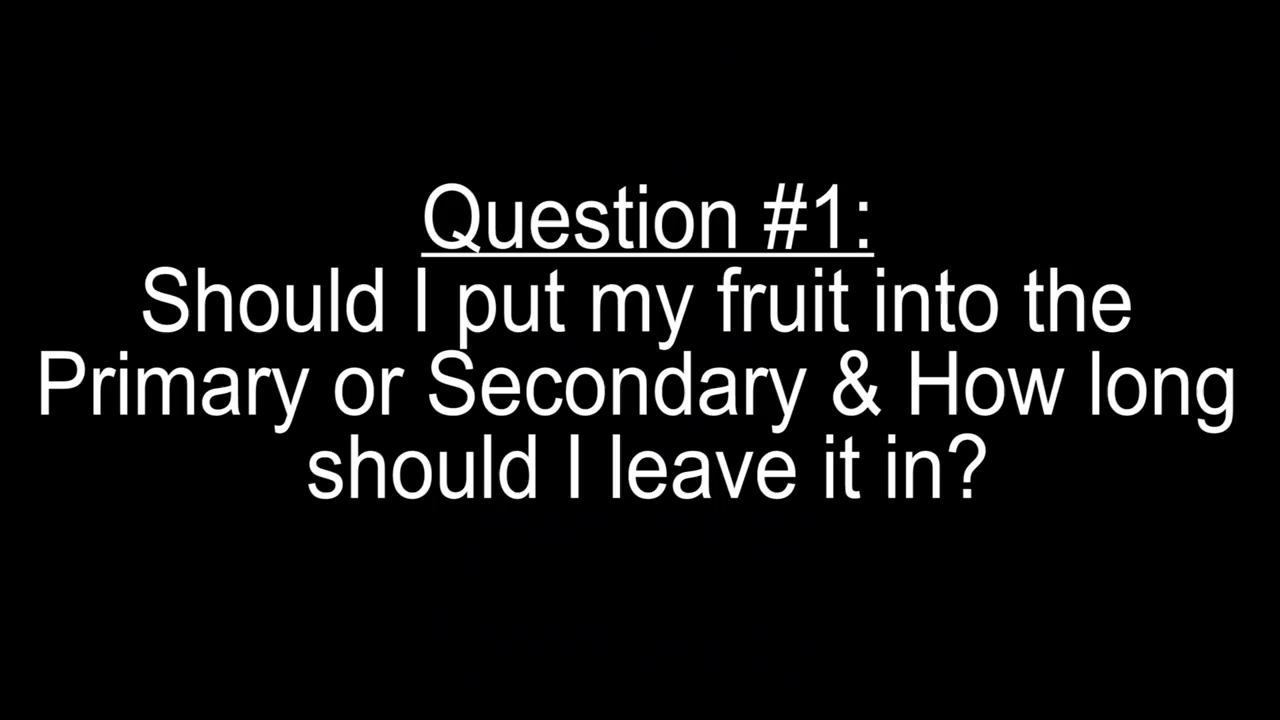 Question #1:
Should I put my fruit into the
Primary or Secondary & How long
should I leave it in?